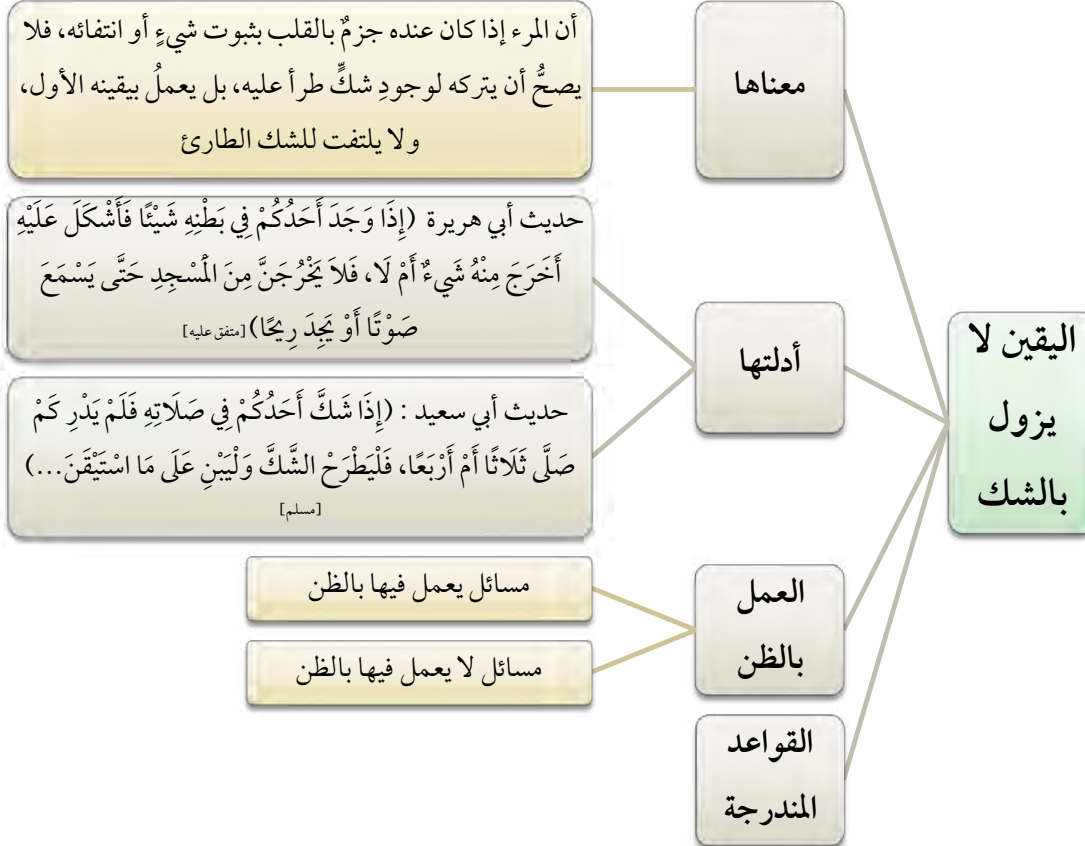 اليقين لا
يزول
بالشك
معناها
أن المرء إذا كان عنده جزمٌ بالقلب بثبوت شيءٍ أو انتفائه، فلا
يصحُّ أن يتركه لوجودِ شكٍّ طرأ عليه، بل يعملُ بيقينه الأول،
ولا يلتفت للشك الطارئ
أدلتها
حديث أبي هريرة (إِذَا وَجَدَ أَحَدُكُمْ فِي بَطْنِهِ شَيْئًا فَأَشْكَلَ عَلَيْهِ
أَخَرَجَ مِنْهُ شَيءٌ أَمْ لَا، فَلاَ يَخْرُجَنَّ مِنَ الْمَسْجِدِ حَتَّى يَسْمَعَ
صَوْتًا أَوْ يَجِدَ رِيحًا) [متفق عليه]
حديث أبي سعيد : (إِذَا شَكَّ أَحَدُكُمْ فِي صَلَاتِهِ فَلَمْ يَدْرِ كَمْ
صَلَّى ثَلَاثًا أَمْ أَرْبَعًا، فَلْيَطْرَحْ الشَّكَّ وَلْيَبْنِ عَلَى مَا اسْتَيْقَنَ...)
[مسلم]
العمل
بالظن
مسائل يعمل فيها بالظن
مسائل لا يعمل فيها بالظن
القواعد
المندرجة